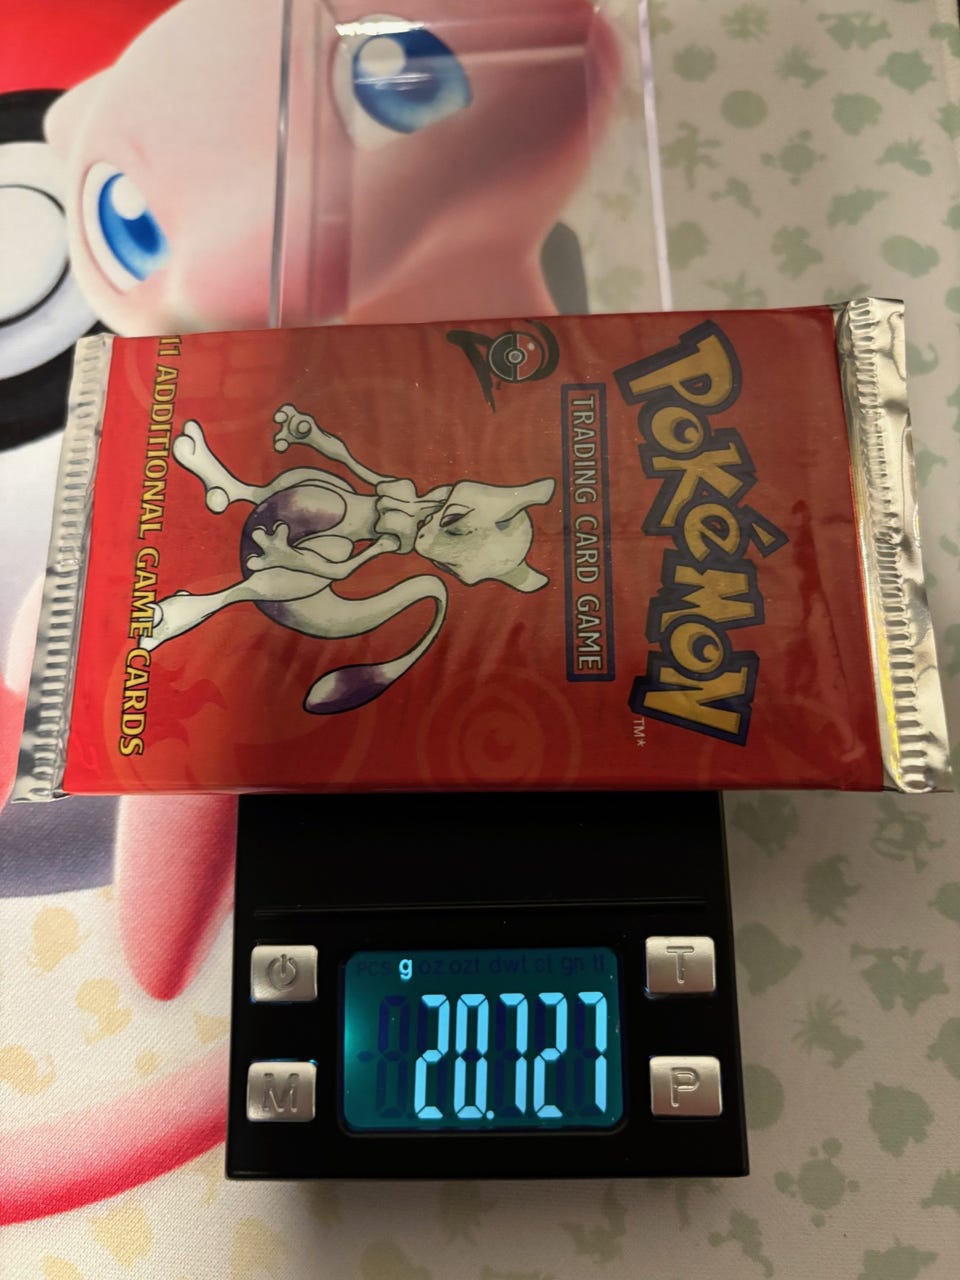 POKéMON
TM*
TRADING CARD GAME
11 ADDITIONAL GAME CARDS
PCS g oz ozt dwt ct gn tl
20.727
T
M
P